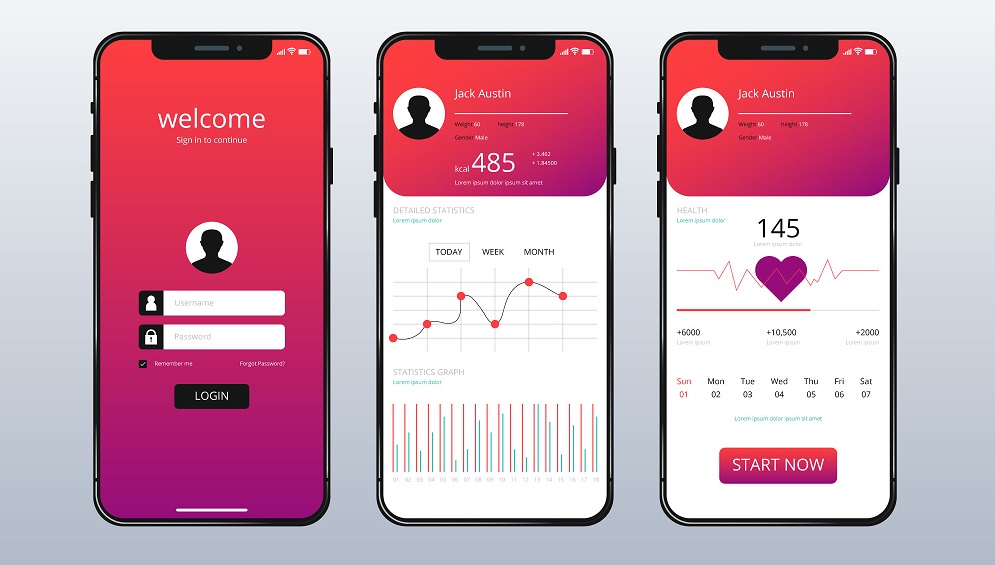 welcome
Sign in to continue
Username
Password
Remember me Forgot Password?
LOGIN
Jack Austin
Weight 60 height 178
Gender Male
kcal 485 + 3.462
+ 1.84500
Lorem ipsum dolor ipsum sit amet
DETAILED STATISTICS
Lorem ipsum dolor
TODAY WEEK MONTH
STATISTICS GRAPH
Lorem ipsum dolor
01 02 03 04 05 06 07 08 09 10 11 12 13 14 15 16 17 18
Jack Austin
Weight 60 height 178
Gender Male
HEALTH
Lorem ipsum dolor
145
Lorem ipsum dolor
+6000 +10,500 +2000
Lorem ipsum Lorem ipsum Lorem ipsum
Sun Mon Tue Wed Thu Fri Sat
01 02 03 04 05 06 07
Lorem ipsum dolor ipsum sit amet
START NOW